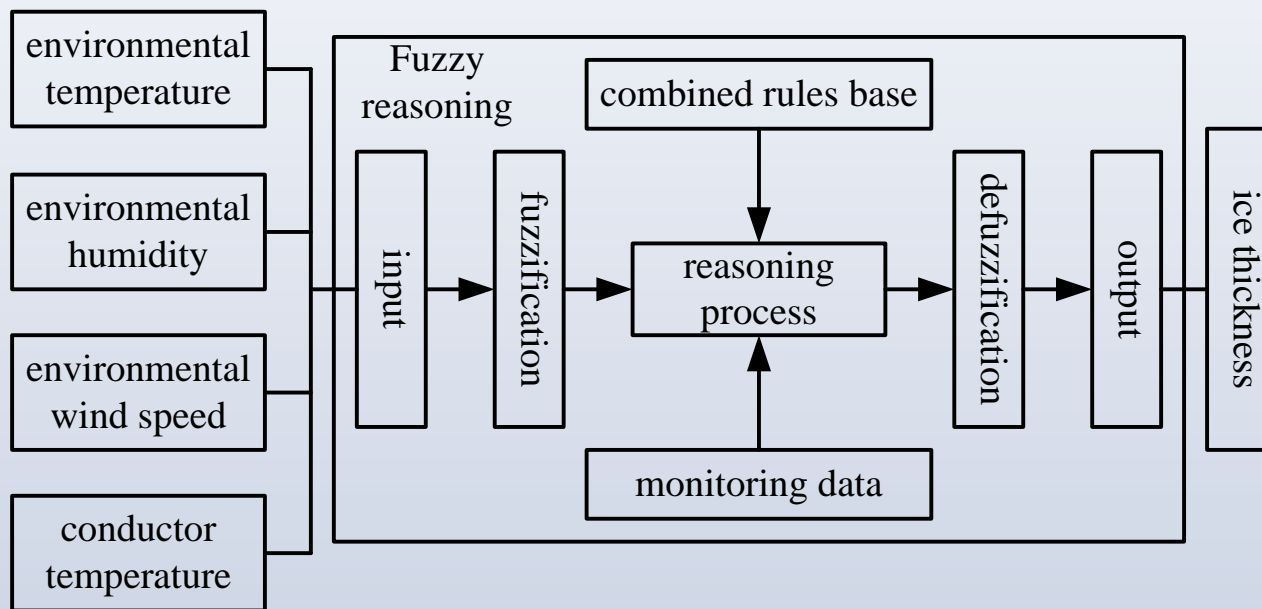 environmental
temperature
environmental
humidity
environmental
wind speed
conductor
temperature
Fuzzy
reasoning
combined rules base
input
fuzzification
reasoning
process
monitoring data
defuzzification
output
ice thickness